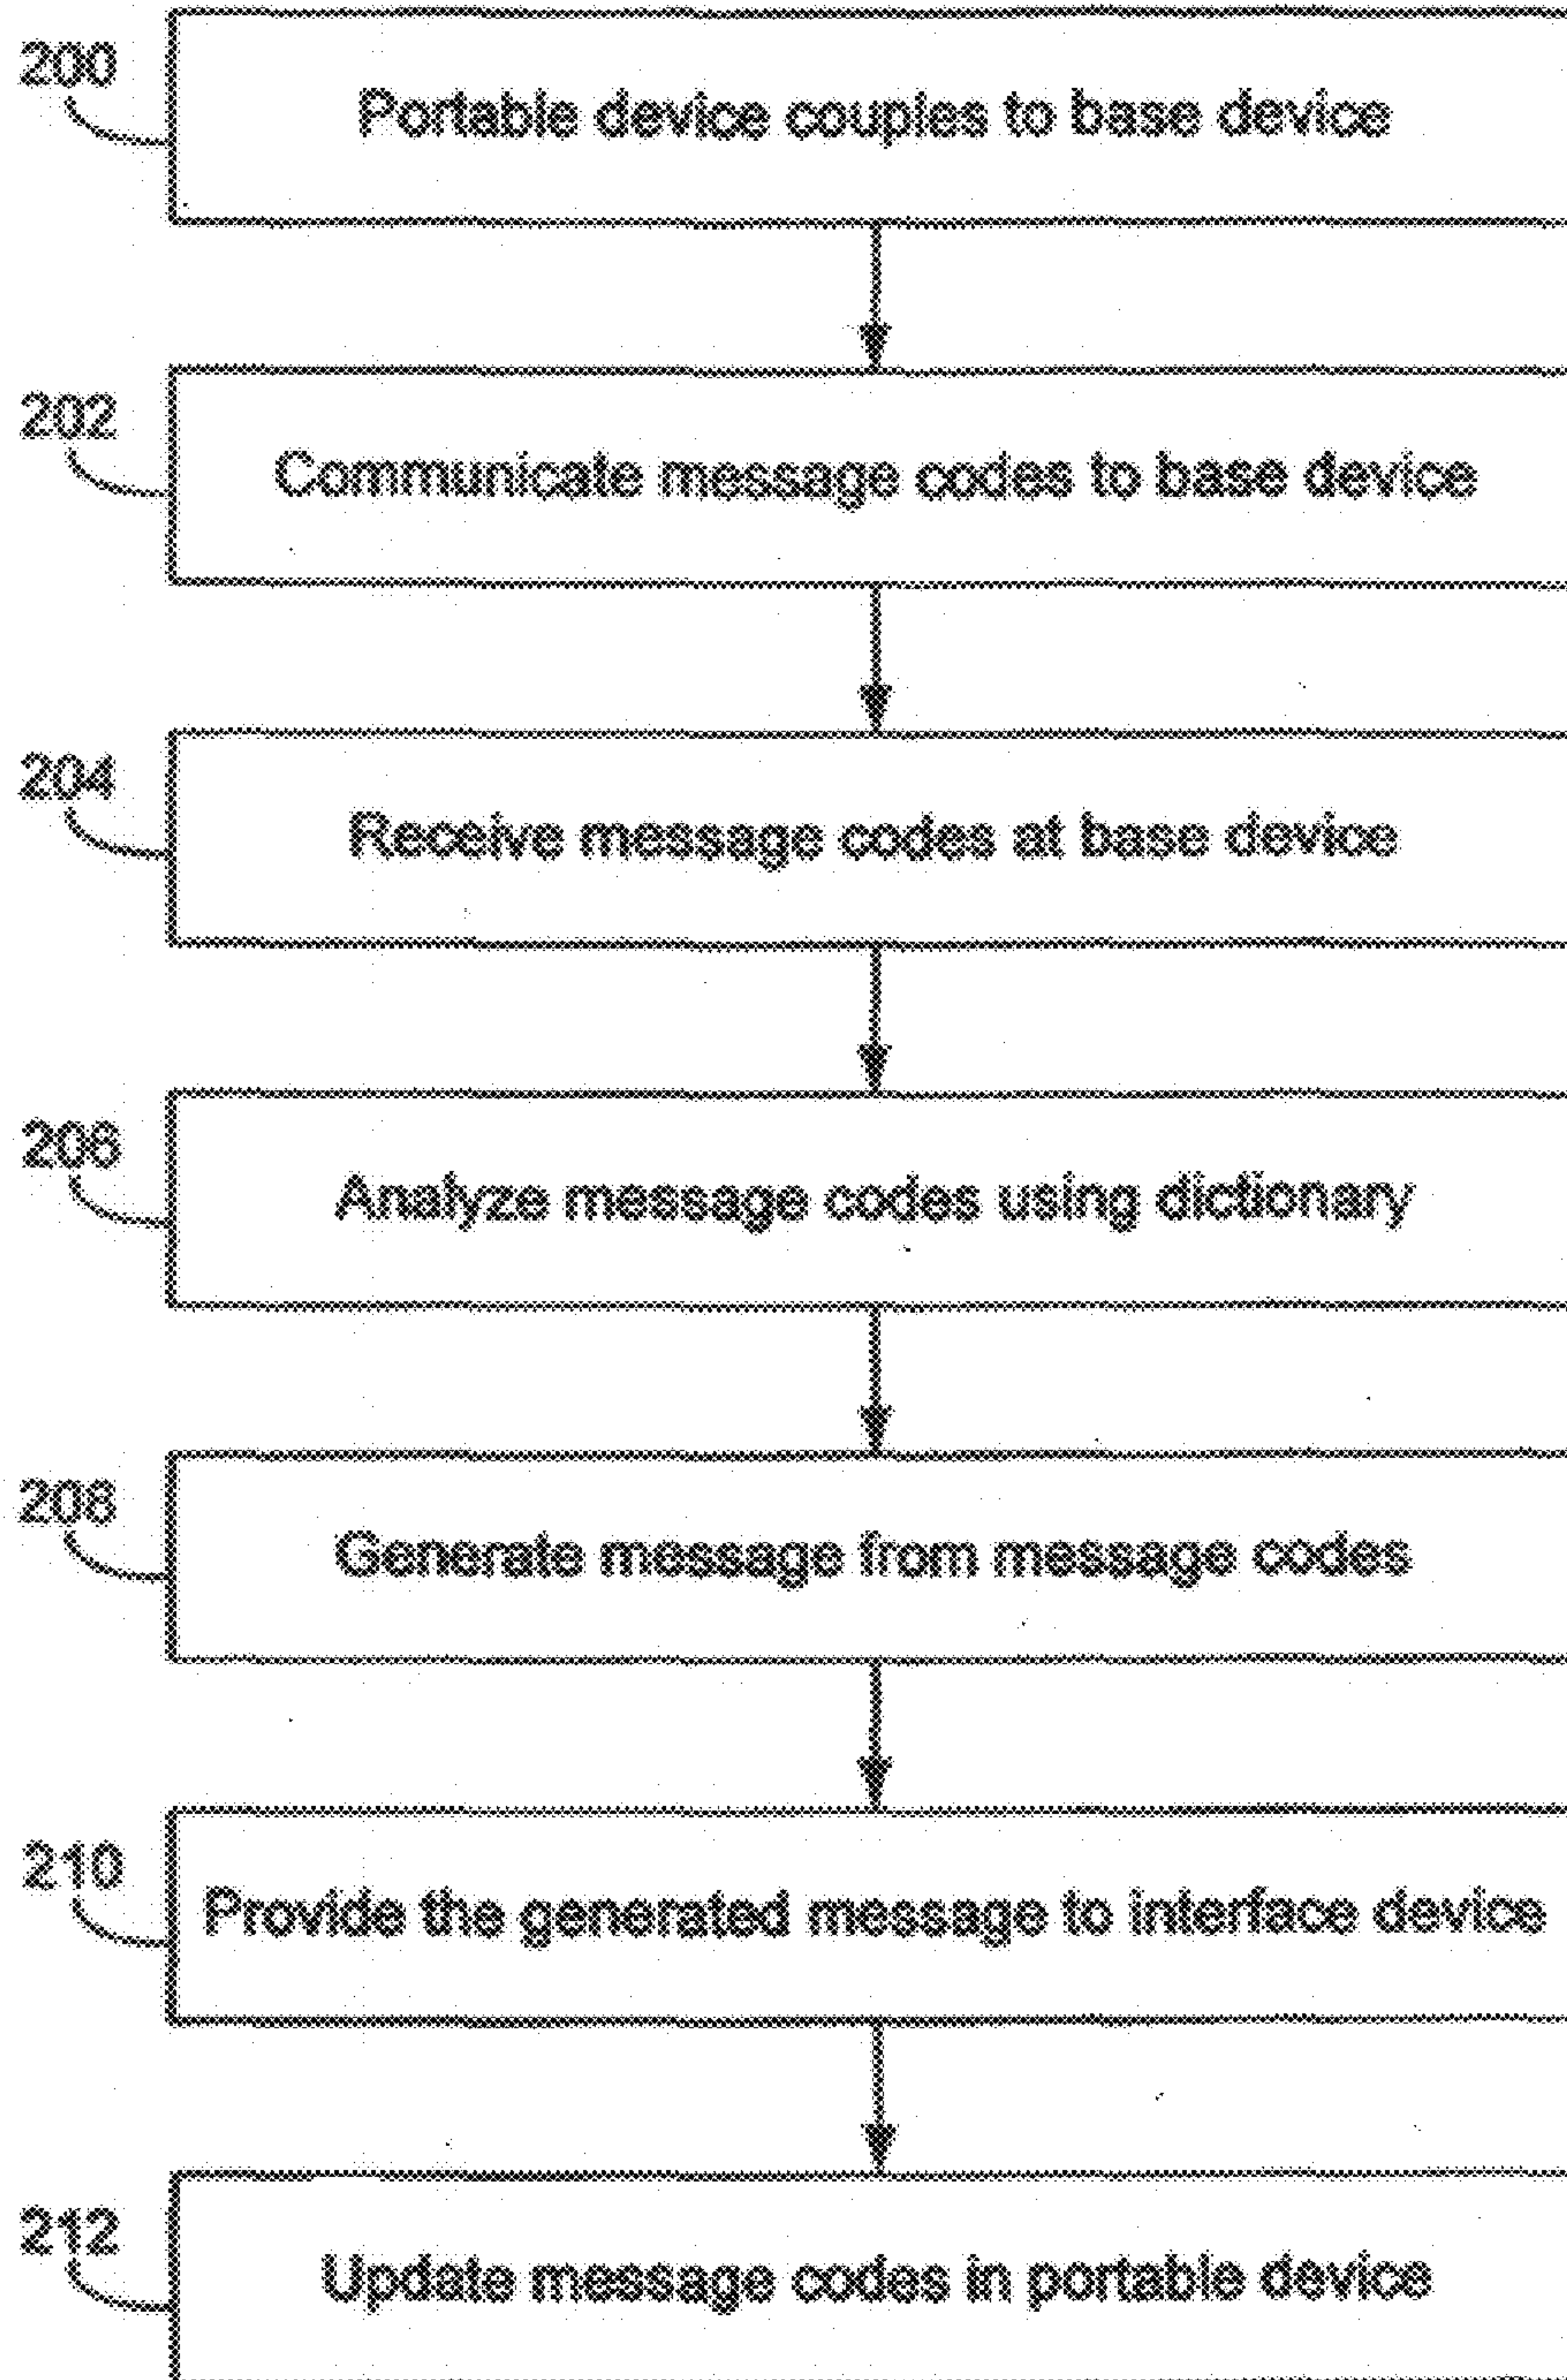 200
Portable device couples to base device
202
Communicate message codes to base device
204
Receive message codes at base device
206
Analyze message codes using dictionary
208
Generate message from message codes
210
Provide the generated message to interface device
212
Update message codes in portable device